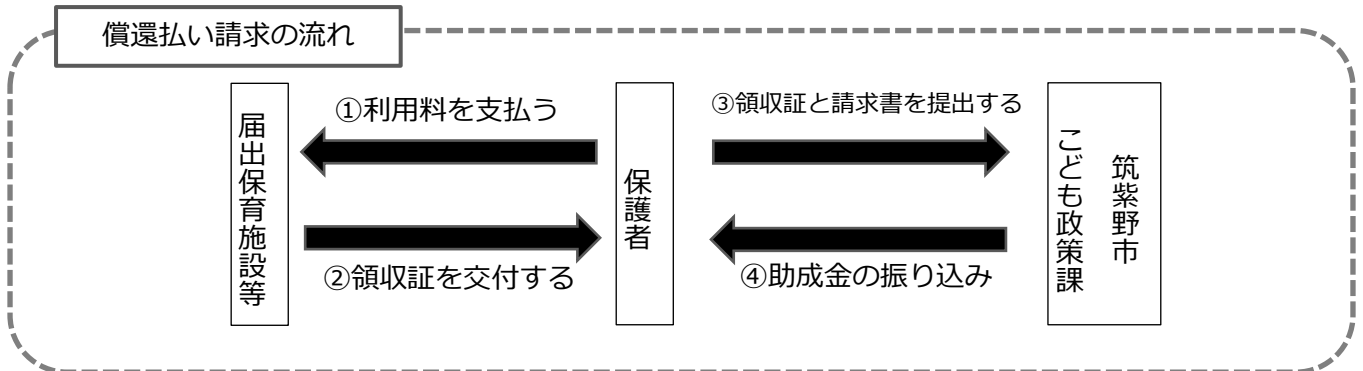 償還払い請求の流れ
届出保育施設等
①利用料を支払う
②領収証を交付する
保護者
③領収証と請求書を提出する
④助成金の振り込み
筑紫野市
こども政策課